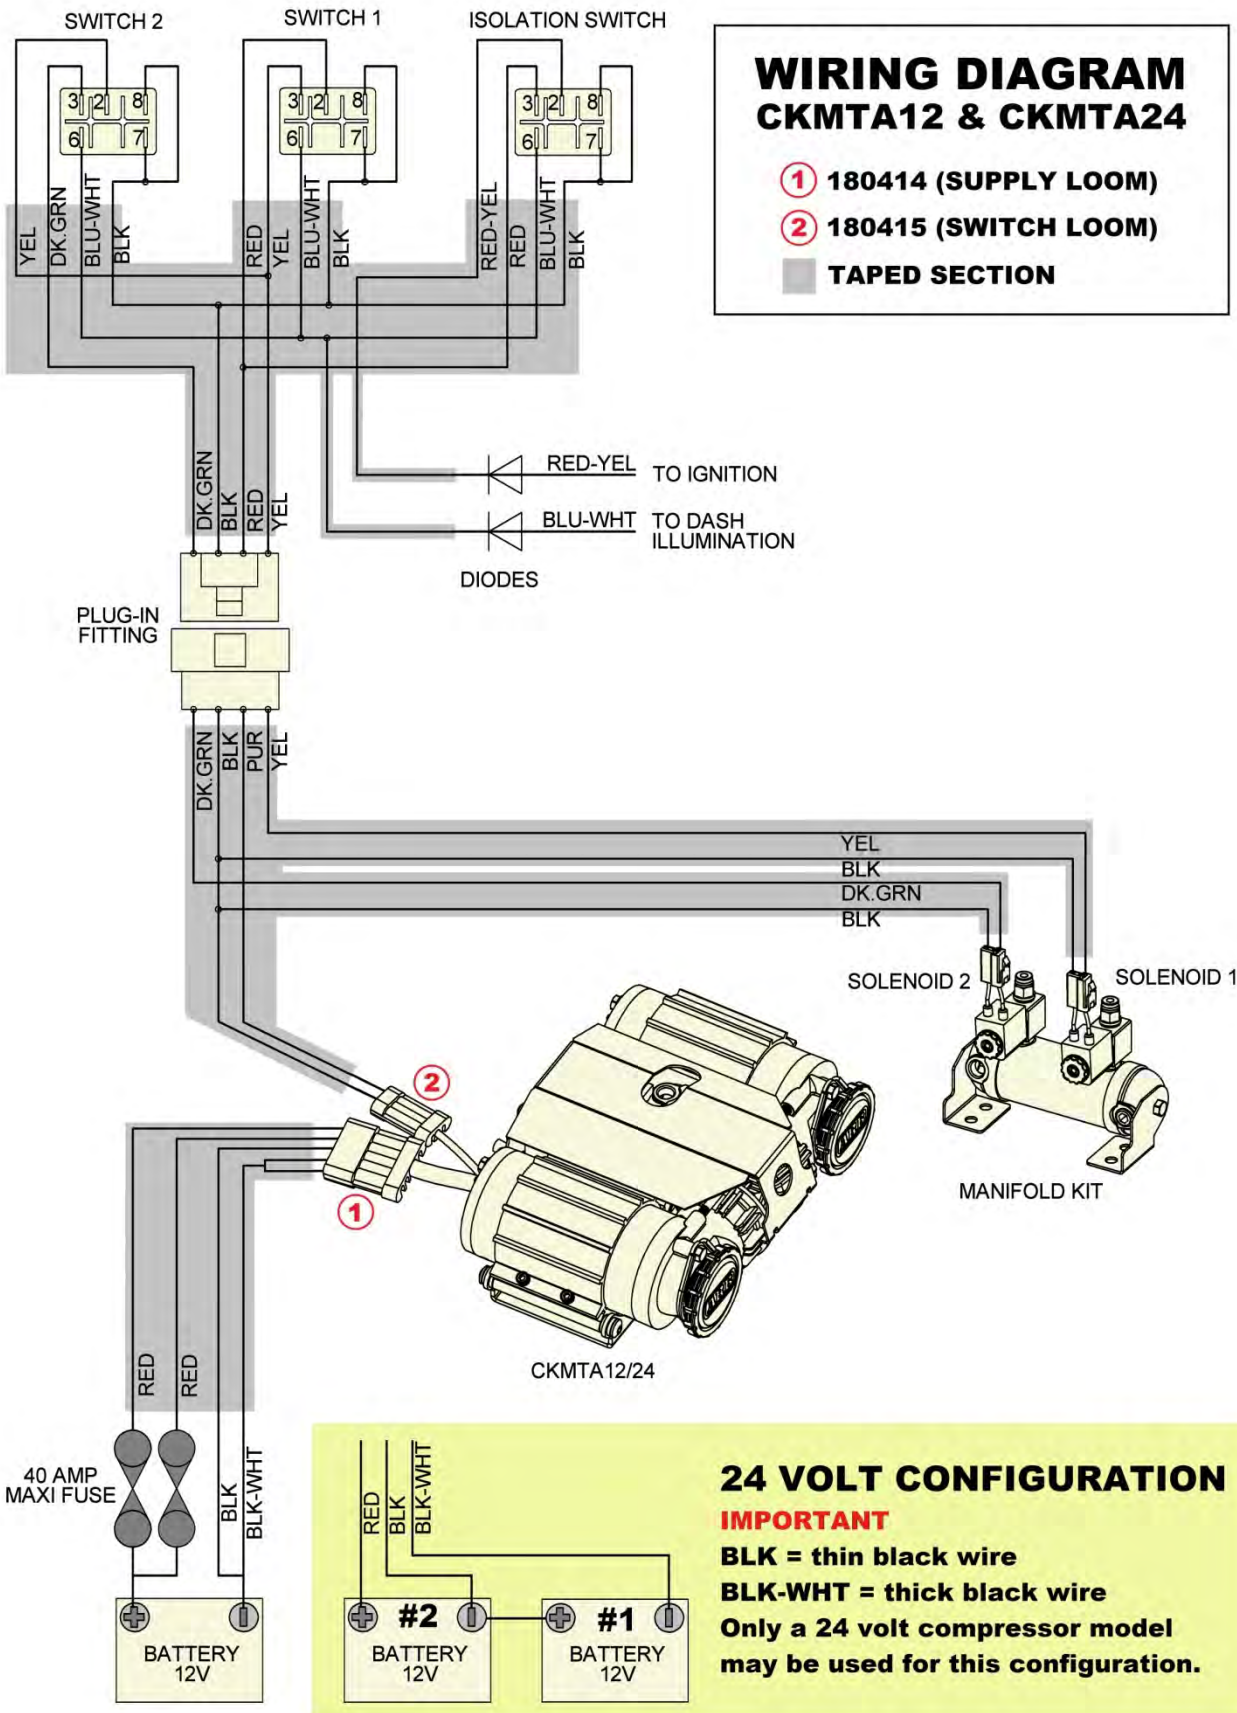 SWITCH 2
SWITCH 1
ISOLATION SWITCH
3 2 8
6 7
3 2 8
6 7
3 2 8
6 7
YEL
DK.GRN
BLU-WHT
BLK
RED
YEL
BLU-WHT
BLK
RED-YEL
RED
BLU-WHT
BLK
WIRING DIAGRAM
CKMTA12 & CKMTA24
1 180414 (SUPPLY LOOM)
2 180415 (SWITCH LOOM)
TAPED SECTION
DK.GRN
BLK
RED
YEL
RED-YEL TO IGNITION
BLU-WHT TO DASH
ILLUMINATION
DIODES
PLUG-IN
FITTING
DK.GRN
BLK
PUR
YEL
YEL
BLK
DK.GRN
BLK
SOLENOID 2
SOLENOID 1
MANIFOLD KIT
2
1
CKMTA12/24
RED
RED
40 AMP
MAXI FUSE
BLK
BLK-WHT
BATTERY
12V
RED
BLK
BLK-WHT
#2
BATTERY
12V
#1
BATTERY
12V
24 VOLT CONFIGURATION
IMPORTANT
BLK = thin black wire
BLK-WHT = thick black wire
Only a 24 volt compressor model
may be used for this configuration.